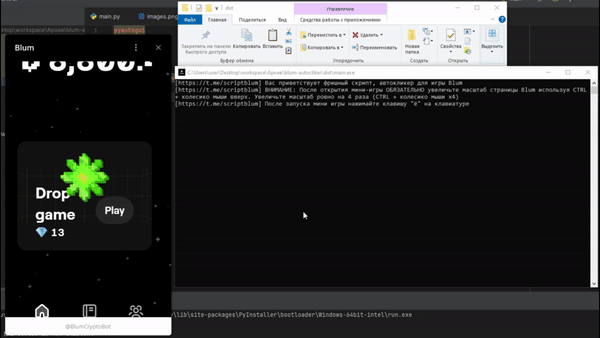 main.py
images.png
pyautogui
Управление
dist
Файл
Главная
Поделиться
Вид
Средства работы с приложениями
Закрепить на панели
быстрого доступа
Копировать
Вставить
Переместить в
Удалить
Копировать в
Переименовать
Новая
папка
Свойства
Выделить
Буфер обмена
Упорядочить
Создать
Открыть
Blum
Drop
game
Play
13
@BlumCryptoBot
C:\Users\user\Desktop\workspace\Архив\blum-autoclicker\dist\main.exe
[https://t.me/scriptblum] Вас приветствует фришный скрипт, автокликер для игры Blum
[https://t.me/scriptblum] ВНИМАНИЕ: После открытия мини-игры ОБЯЗАТЕЛЬНО увеличьте масштаб страницы Blum используя CTRL
+ колесико мыши вверх. Увеличьте масштаб ровно на 4 раза (CTRL + колесико мыши x4)
[https://t.me/scriptblum] После запуска мини игры нажимайте клавишу "ё" на клавиатуре
\lib\site-packages\PyInstaller\bootloader\Windows-64bit-intel\run.exe